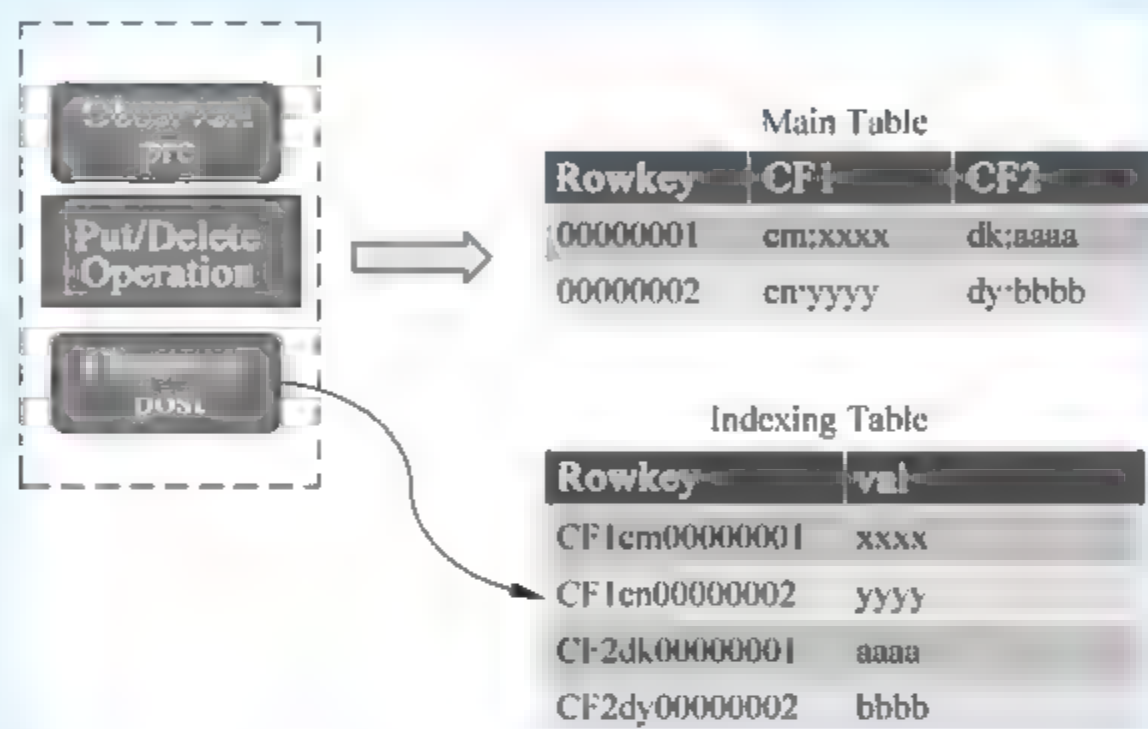 pre
Put/Delete
Operation
post
Main Table
Rowkey CF1 CF2
00000001 cm:xxxx dk:aaaa
00000002 cn:yyyy dy:bbbb
Indexing Table
Rowkey val
CF1cm00000001 xxxx
CF1cn00000002 yyyy
CF2dk00000001 aaaa
CF2dy00000002 bbbb